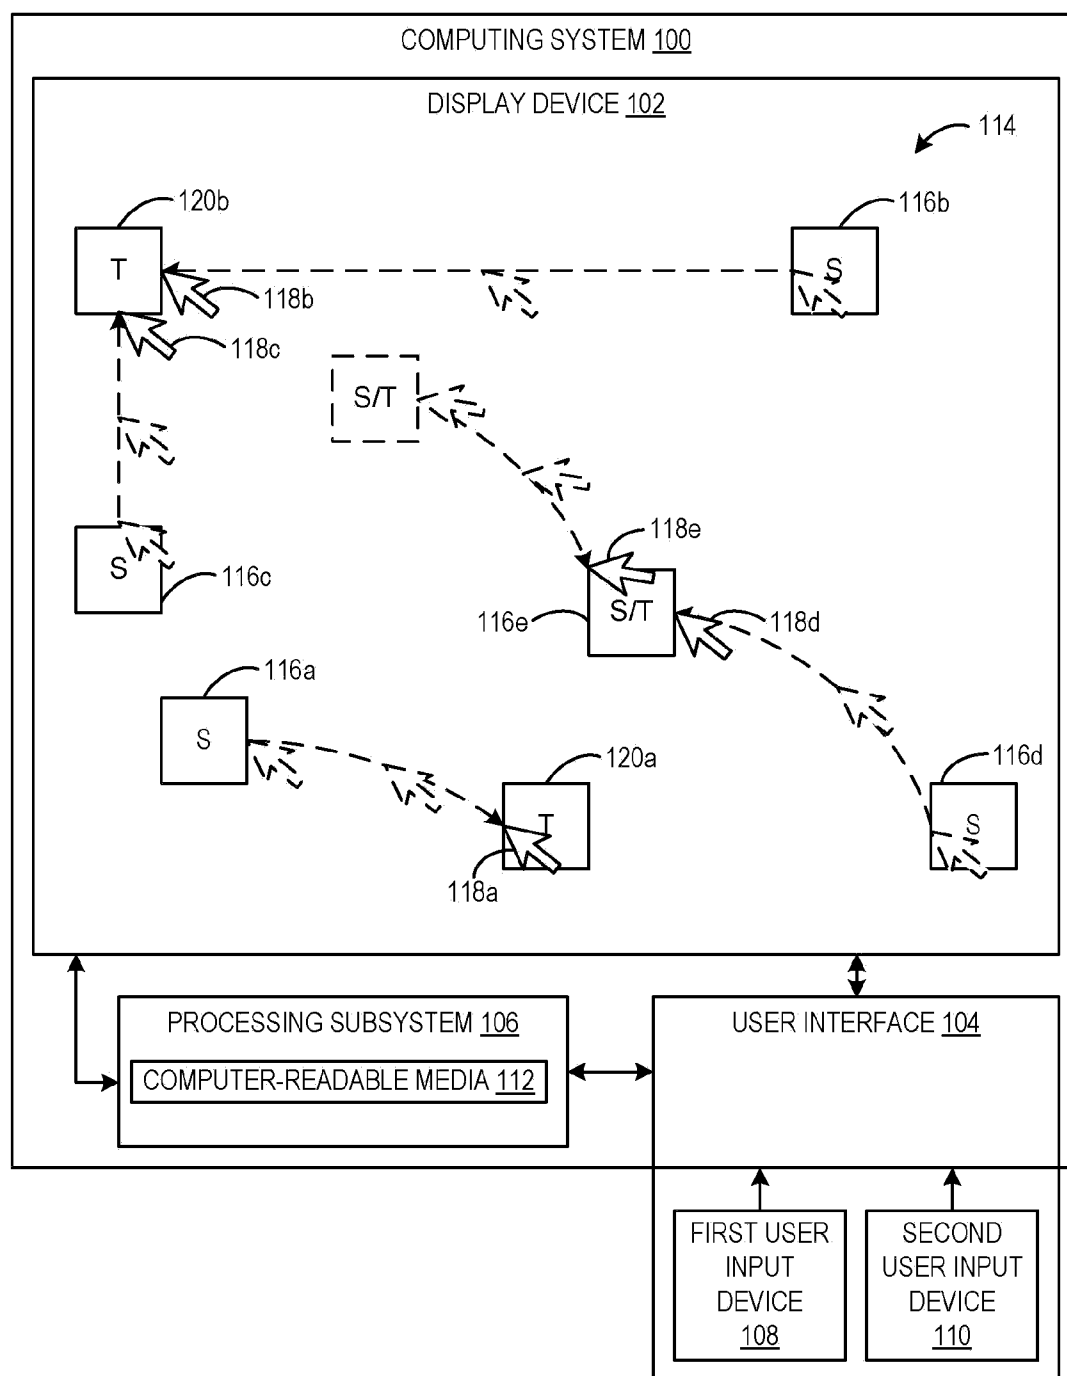 COMPUTING SYSTEM 100
DISPLAY DEVICE 102
114
120b
116b
T
S
118b
118c
S/T
118e
S
116c
116e
S/T
118d
116a
S
120a
116d
T
S
118a
PROCESSING SUBSYSTEM 106
USER INTERFACE 104
COMPUTER-READABLE MEDIA 112
FIRST USER
INPUT
DEVICE
108
SECOND
USER INPUT
DEVICE
110